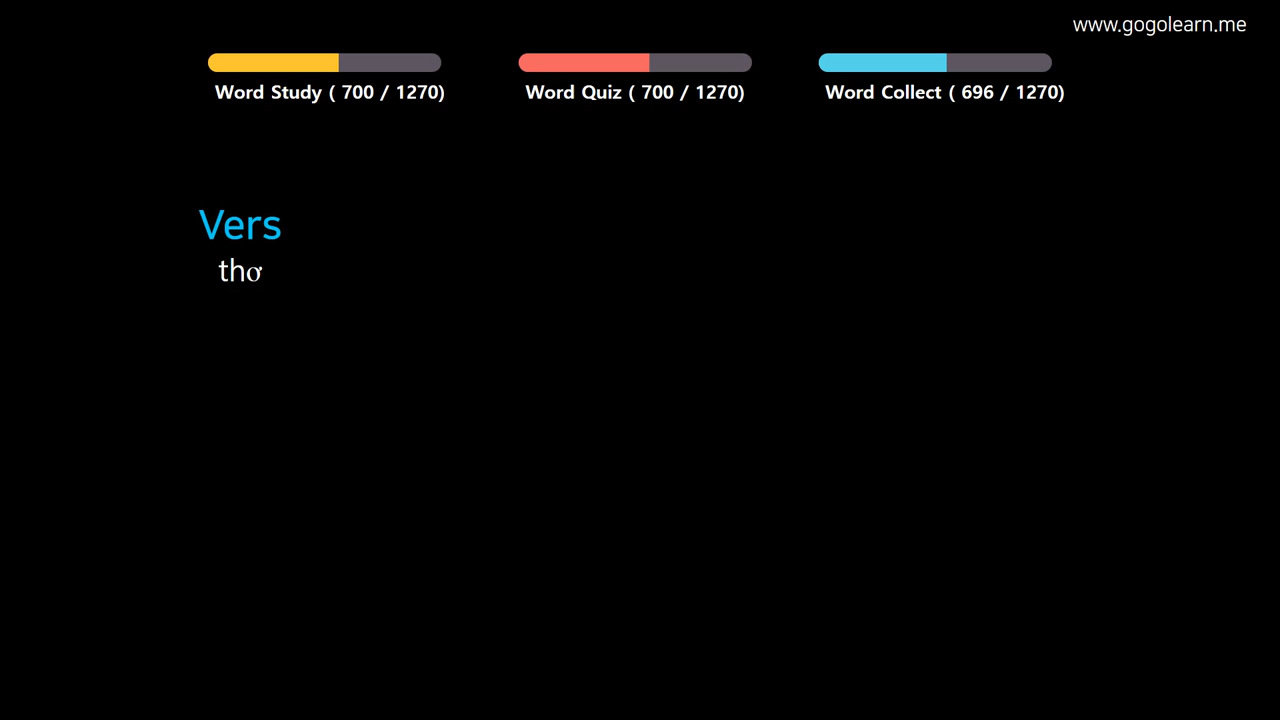 www.gogolearn.me
Word Study ( 700 / 1270)
Word Quiz ( 700 / 1270)
Word Collect ( 696 / 1270)
Vers
thơ